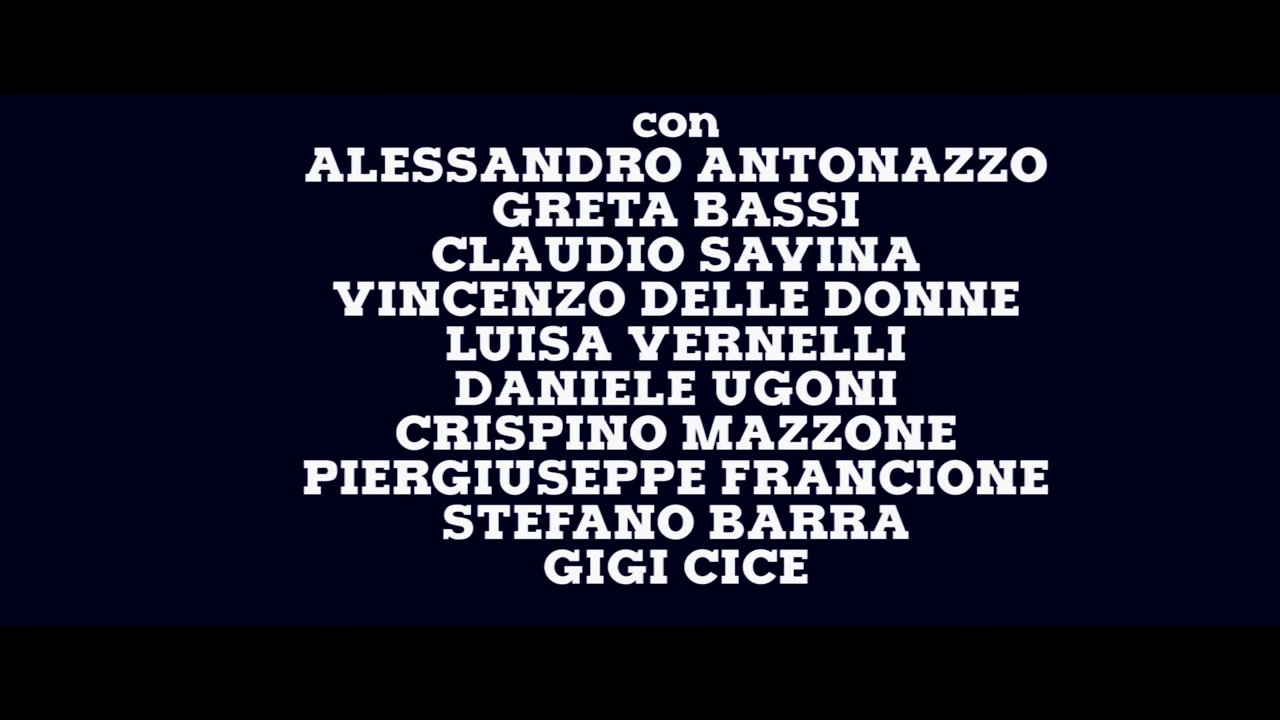 con
ALESSANDRO ANTONAZZO
GRETA BASSI
CLAUDIO SAVINA
VINCENZO DELLE DONNE
LUISA VERNELLI
DANIELE UGONI
CRISPINO MAZZONE
PIERGIUSEPPE FRANCIONE
STEFANO BARRA
GIGI CICE